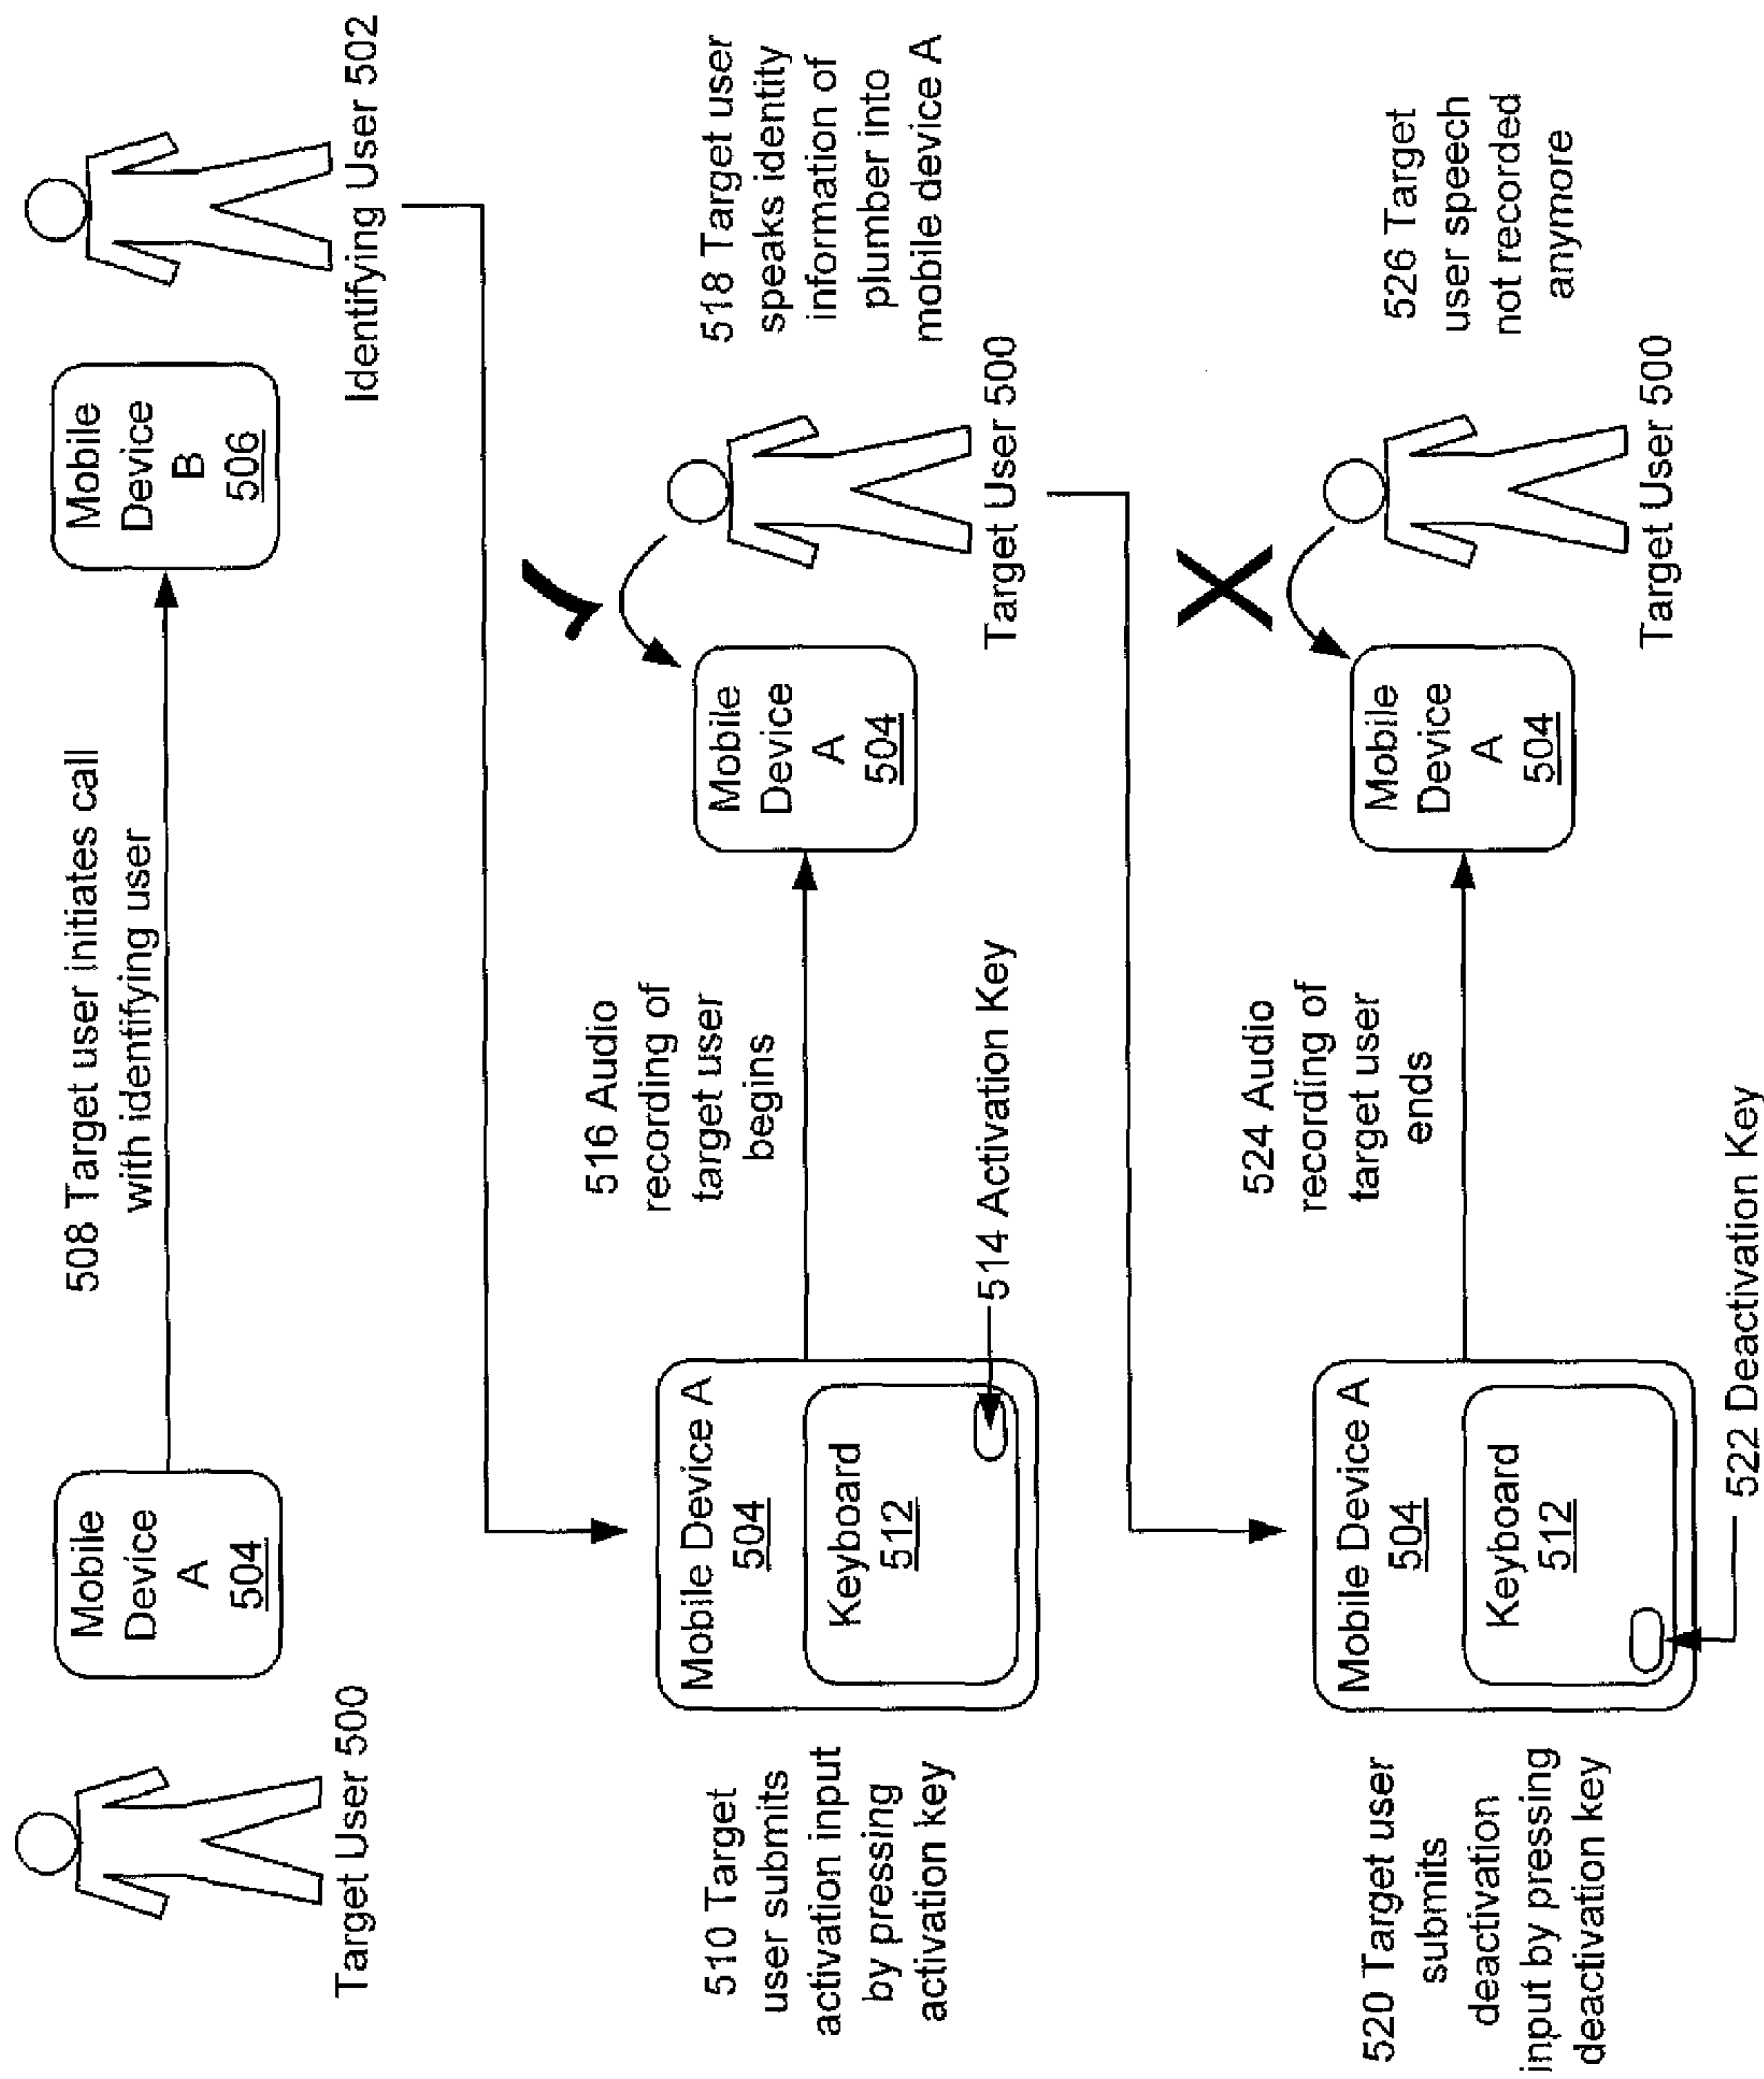 Target User 500
Mobile
Device
A
504
508 Target user initiates call
with identifying user
Mobile
Device
B
506
Identifying User 502
510 Target
user submits
activation input
by pressing
activation key
Mobile Device A
504
Keyboard
512
514 Activation Key
516 Audio
recording of
target user
begins
Mobile
Device
A
504
Target User 500
518 Target user
speaks identity
information of
plumber into
mobile device A
520 Target user
submits
deactivation
input by pressing
deactivation key
Mobile Device A
504
Keyboard
512
522 Deactivation Key
524 Audio
recording of
target user
ends
Mobile
Device
A
504
X
Target User 500
526 Target
user speech
not recorded
anymore